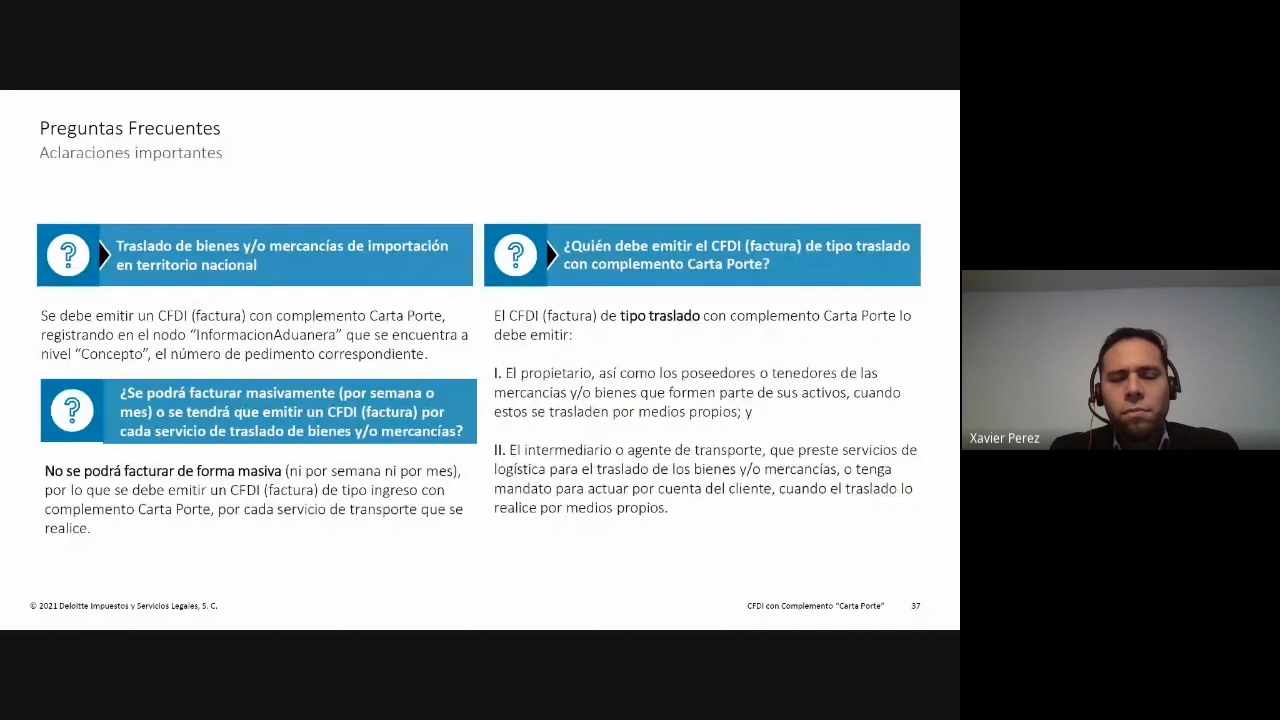 Preguntas Frecuentes
Aclaraciones importantes
Traslado de bienes y/o mercancías de importación
en territorio nacional
Se debe emitir un CFDI (factura) con complemento Carta Porte,
registrando en el nodo “InformacionAduanera” que se encuentra a
nivel “Concepto”, el número de pedimento correspondiente.
¿Se podrá facturar masivamente (por semana o
mes) o se tendrá que emitir un CFDI (factura) por
cada servicio de traslado de bienes y/o mercancías?
No se podrá facturar de forma masiva (ni por semana ni por mes),
por lo que se debe emitir un CFDI (factura) de tipo ingreso con
complemento Carta Porte, por cada servicio de transporte que se
realice.
¿Quién debe emitir el CFDI (factura) de tipo traslado
con complemento Carta Porte?
El CFDI (factura) de tipo traslado con complemento Carta Porte lo
debe emitir:
I. El propietario, así como los poseedores o tenedores de las
mercancías y/o bienes que formen parte de sus activos, cuando
estos se trasladen por medios propios; y
II. El intermediario o agente de transporte, que preste servicios de
logística para el traslado de los bienes y/o mercancías, o tenga
mandato para actuar por cuenta del cliente, cuando el traslado lo
realice por medios propios.
© 2021 Deloitte Impuestos y Servicios Legales, S. C.
CFDI con Complemento “Carta Porte”
37
Xavier Perez